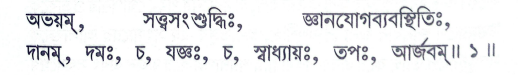 অভয়ম্, সত্ত্বসংশুদ্ধিঃ, জ্ঞানযোগব্যবস্থিতিঃ,
দানম্, দমঃ, চ, যজ্ঞঃ, চ, স্বাধ্যায়ঃ, তপঃ, আর্জবম্॥ ১ ॥